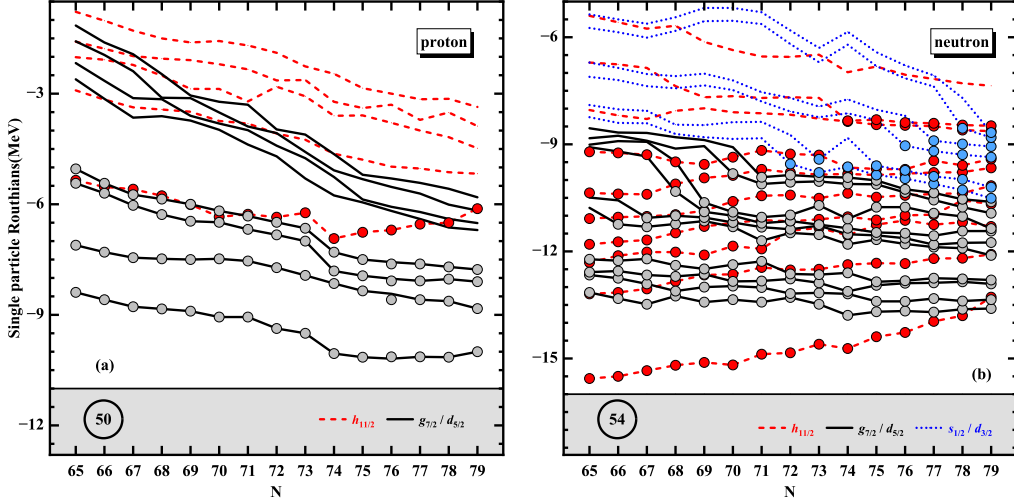 Single particle Routhians(MeV)
-3
-6
-9
-12
proton
(a)
50
h11/2 g7/2 / d5/2
65 66 67 68 69 70 71 72 73 74 75 76 77 78 79
N
-6
-9
-12
-15
neutron
(b)
54
h11/2 g7/2 / d5/2 s1/2 / d3/2
65 66 67 68 69 70 71 72 73 74 75 76 77 78 79
N